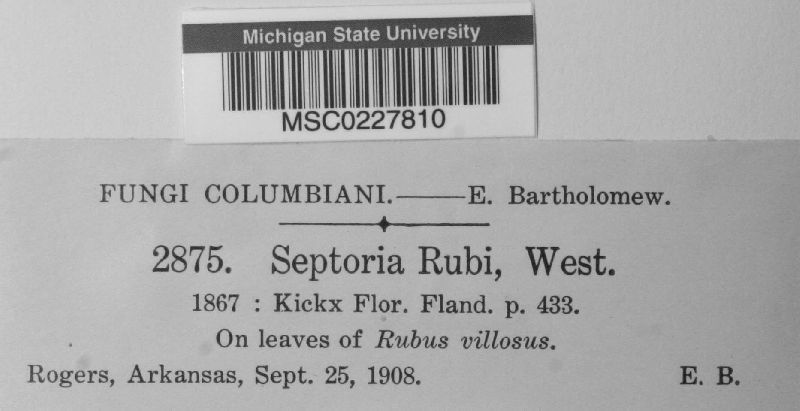 Michigan State University
MSC0227810
FUNGI COLUMBIANI.——E. Bartholomew.
2875. Septoria Rubi, West.
1867 : Kickx Flor. Fland. p. 433.
On leaves of Rubus villosus.
Rogers, Arkansas, Sept. 25, 1908. E. B.